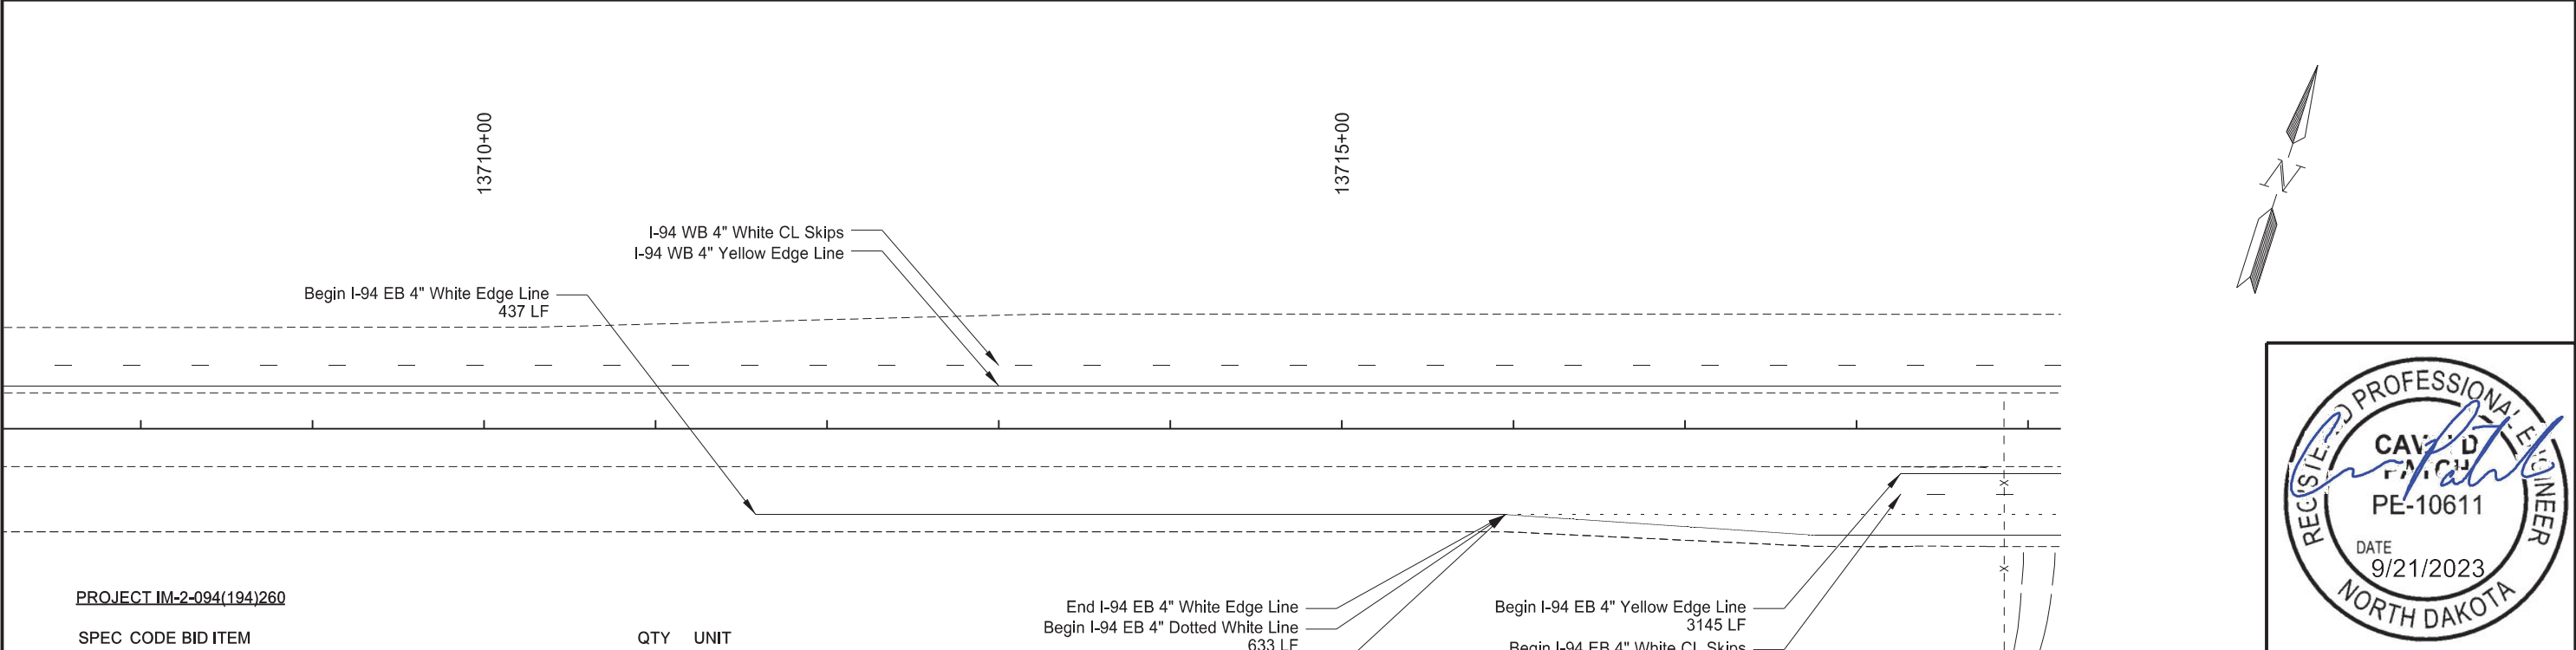 13710+00
13715+00
N
I-94 WB 4" White CL Skips
I-94 WB 4" Yellow Edge Line
Begin I-94 EB 4" White Edge Line
437 LF
REGISTERED PROFESSIONAL ENGINEER
PE-10611
DATE
9/21/2023
NORTH DAKOTA
PROJECT IM-2-094(194)260
SPEC CODE BID ITEM QTY UNIT
End I-94 EB 4" White Edge Line
Begin I-94 EB 4" Dotted White Line
633 LF
Begin I-94 EB 4" Yellow Edge Line
3145 LF
Begin I-94 EB 4" White CL Skips